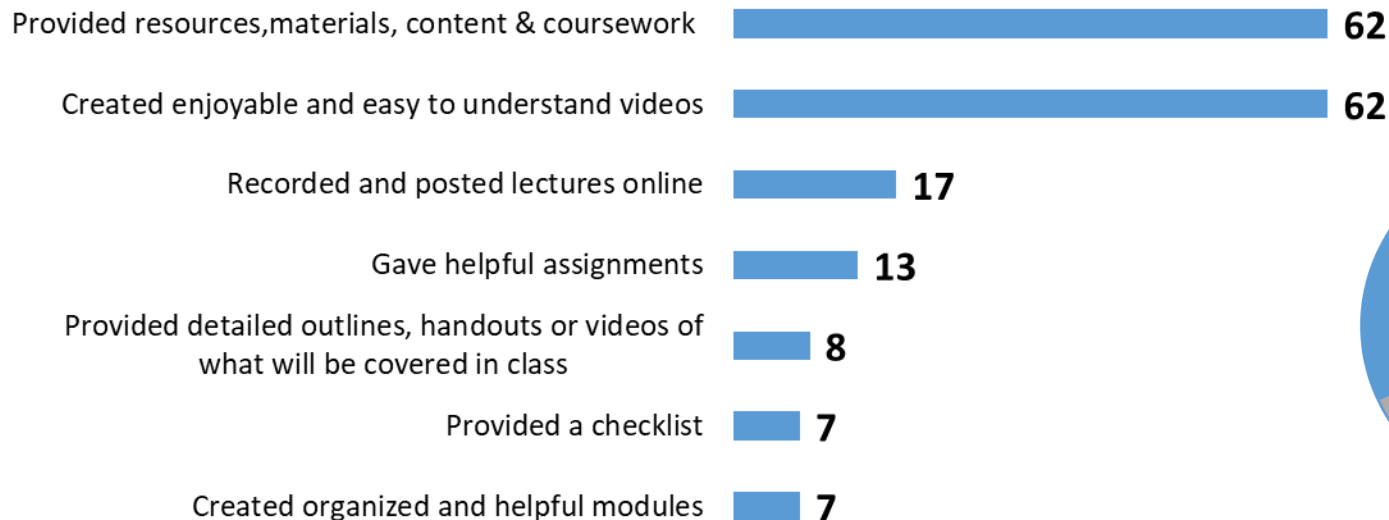 Provided resources,materials, content & coursework 62
Created enjoyable and easy to understand videos 62
Recorded and posted lectures online 17
Gave helpful assignments 13
Provided detailed outlines, handouts or videos of
what will be covered in class 8
Provided a checklist 7
Created organized and helpful modules 7